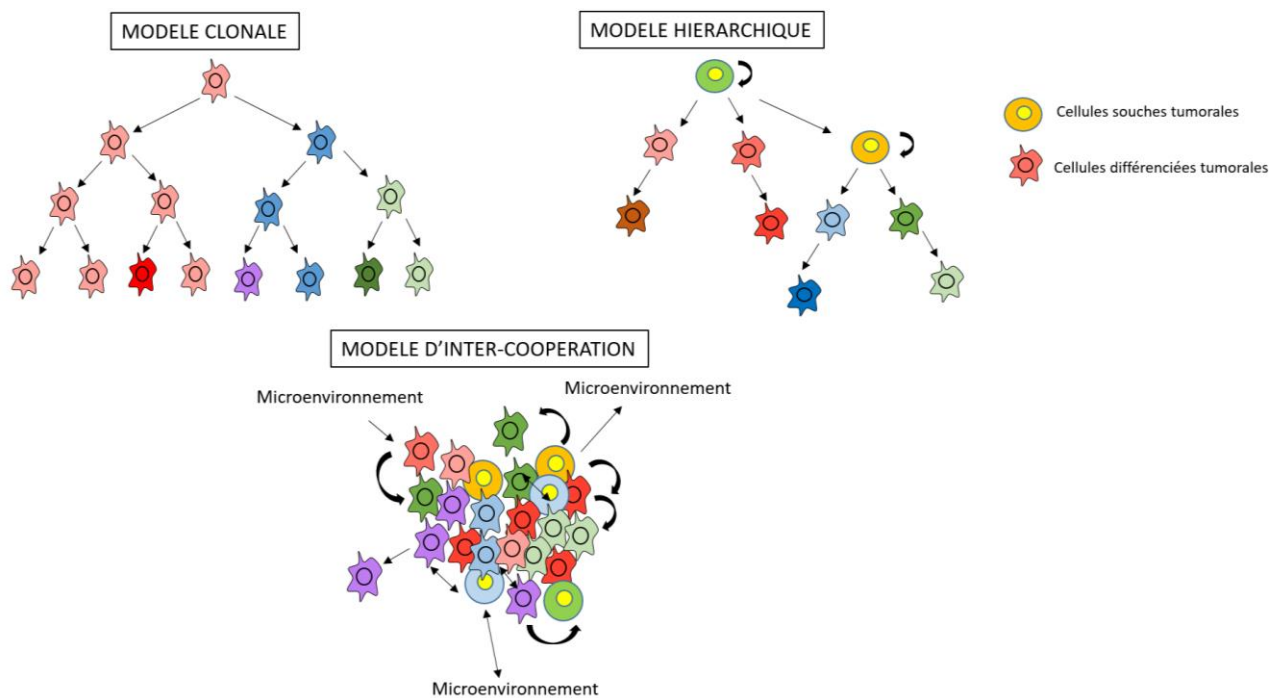 MODELE CLONALE
MODELE HIERARCHIQUE
Cellules souches tumorales
Cellules différenciées tumorales
MODELE D'INTER-COOPERATION
Microenvironnement
Microenvironnement
Microenvironnement